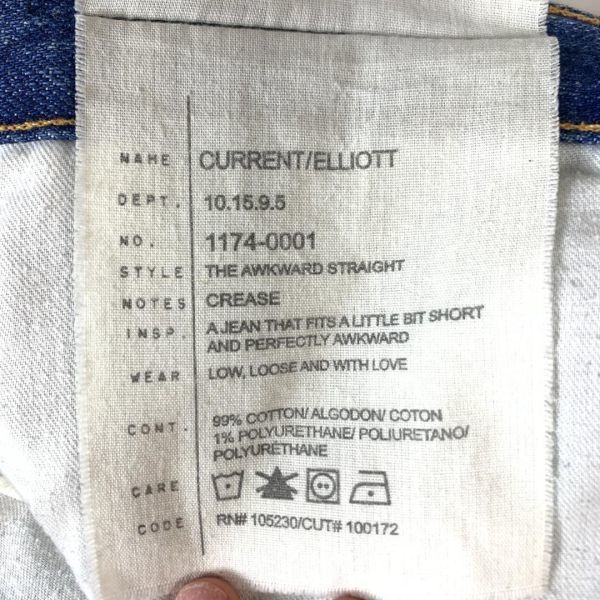 NAME CURRENT/ELLIOTT
DEPT. 10.15.9.5
NO. 1174-0001
STYLE THE AWKWARD STRAIGHT
NOTES CREASE
INSP. A JEAN THAT FITS A LITTLE BIT SHORT
AND PERFECTLY AWKWARD
WEAR LOW, LOOSE AND WITH LOVE
99% COTTON/ ALGODON/ COTON
CONT. 1% POLYURETHANE/ POLIURETANO/
POLYURETHANE
CARE
CODE RN# 105230/CUT# 100172